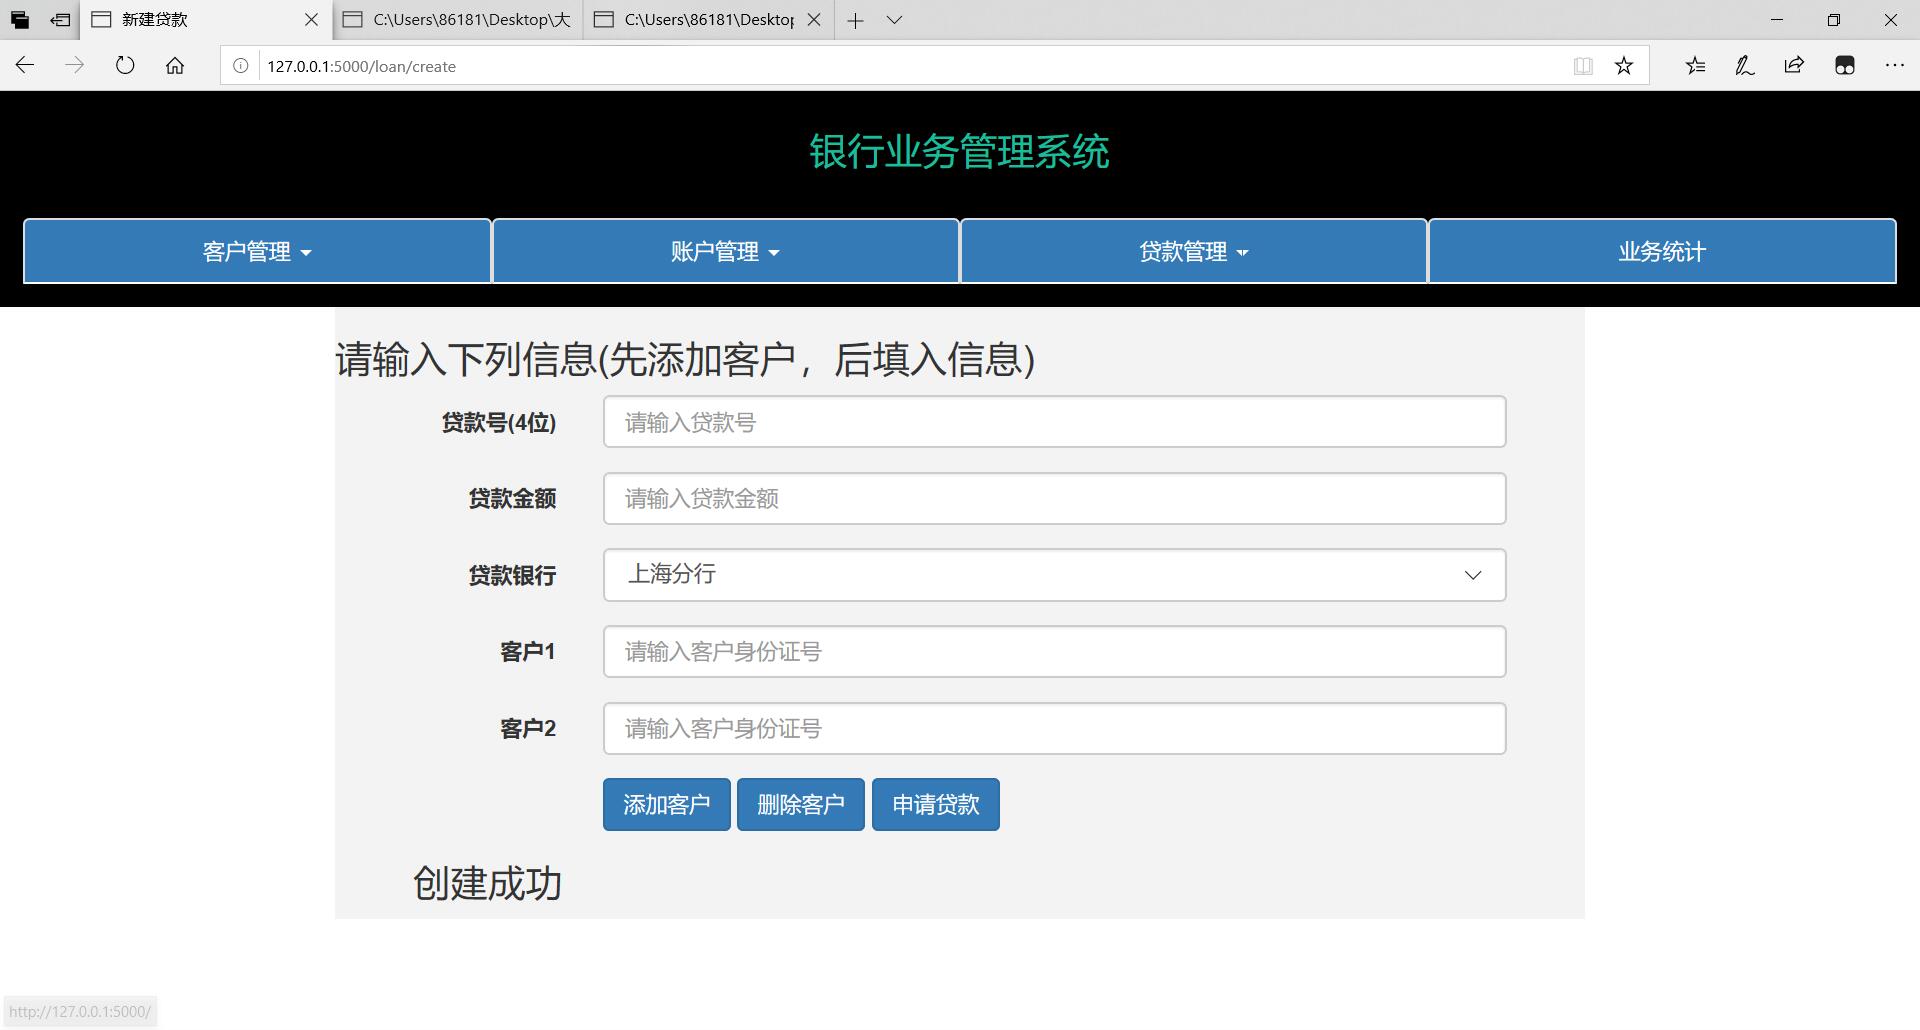 新建贷款
C:\Users\86181\Desktop\大
C:\Users\86181\Desktop
127.0.0.1:5000/loan/create
银行业务管理系统
客户管理
账户管理
贷款管理
业务统计
请输入下列信息(先添加客户，后填入信息)
贷款号(4位)
请输入贷款号
贷款金额
请输入贷款金额
贷款银行
上海分行
客户1
请输入客户身份证号
客户2
请输入客户身份证号
添加客户
删除客户
申请贷款
创建成功
http://127.0.0.1:5000/